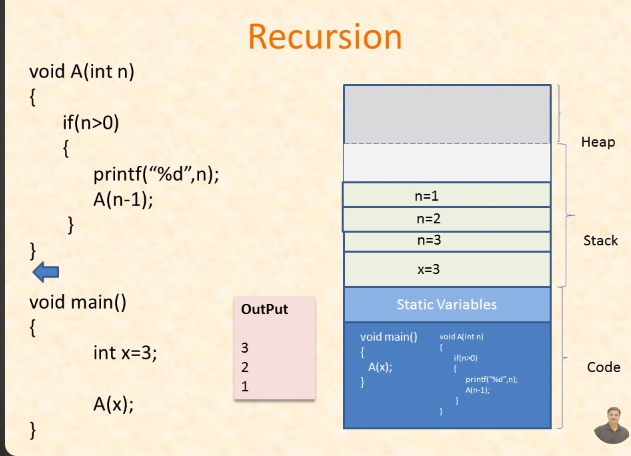 Recursion
void A(int n)
{
if(n>0)
{
printf(“%d”,n);
A(n-1);
}
}
void main()
{
int x=3;
A(x);
}
OutPut
3
2
1
n=1
n=2
n=3
x=3
Static Variables
void main()
{
A(x);
}
void A(int n)
{
if(n>0)
{
printf("%d",n);
A(n-1);
}
}
Heap
Stack
Code